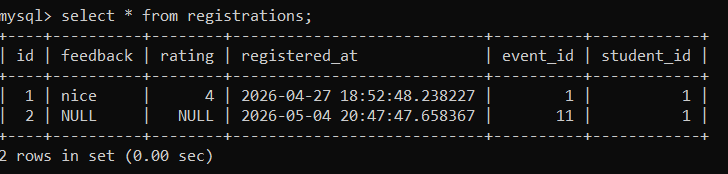 mysql> select * from registrations;
+----+----------+--------+----------------------------+----------+------------+
| id | feedback | rating | registered_at              | event_id | student_id |
+----+----------+--------+----------------------------+----------+------------+
|  1 | nice     |      4 | 2026-04-27 18:52:48.238227 |        1 |          1 |
|  2 | NULL     |   NULL | 2026-05-04 20:47:47.658367 |       11 |          1 |
+----+----------+--------+----------------------------+----------+------------+
2 rows in set (0.00 sec)